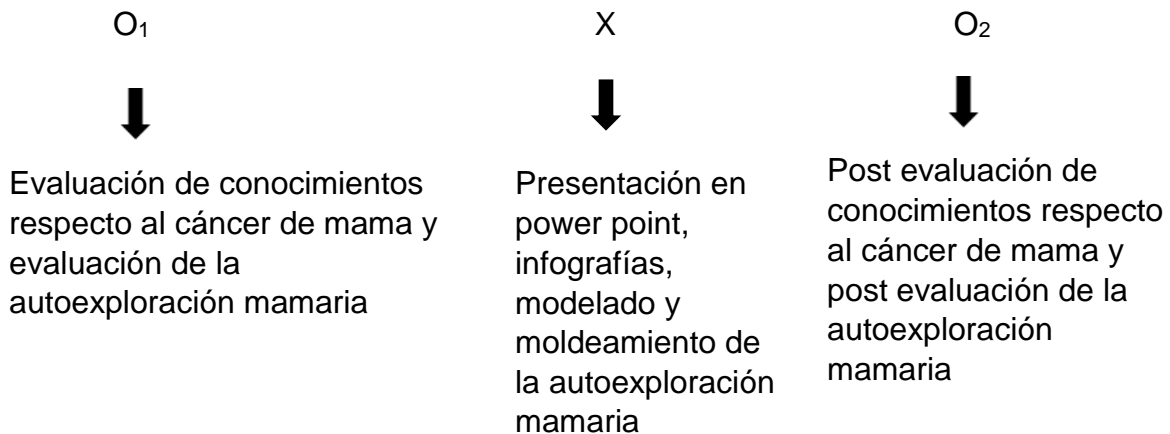 O₁
X
O₂
Evaluación de conocimientos
respecto al cáncer de mama y
evaluación de la
autoexploración mamaria
Presentación en
power point,
infografías,
modelado y
moldeamiento de
la autoexploración
mamaria
Post evaluación de
conocimientos respecto
al cáncer de mama y
post evaluación de la
autoexploración
mamaria